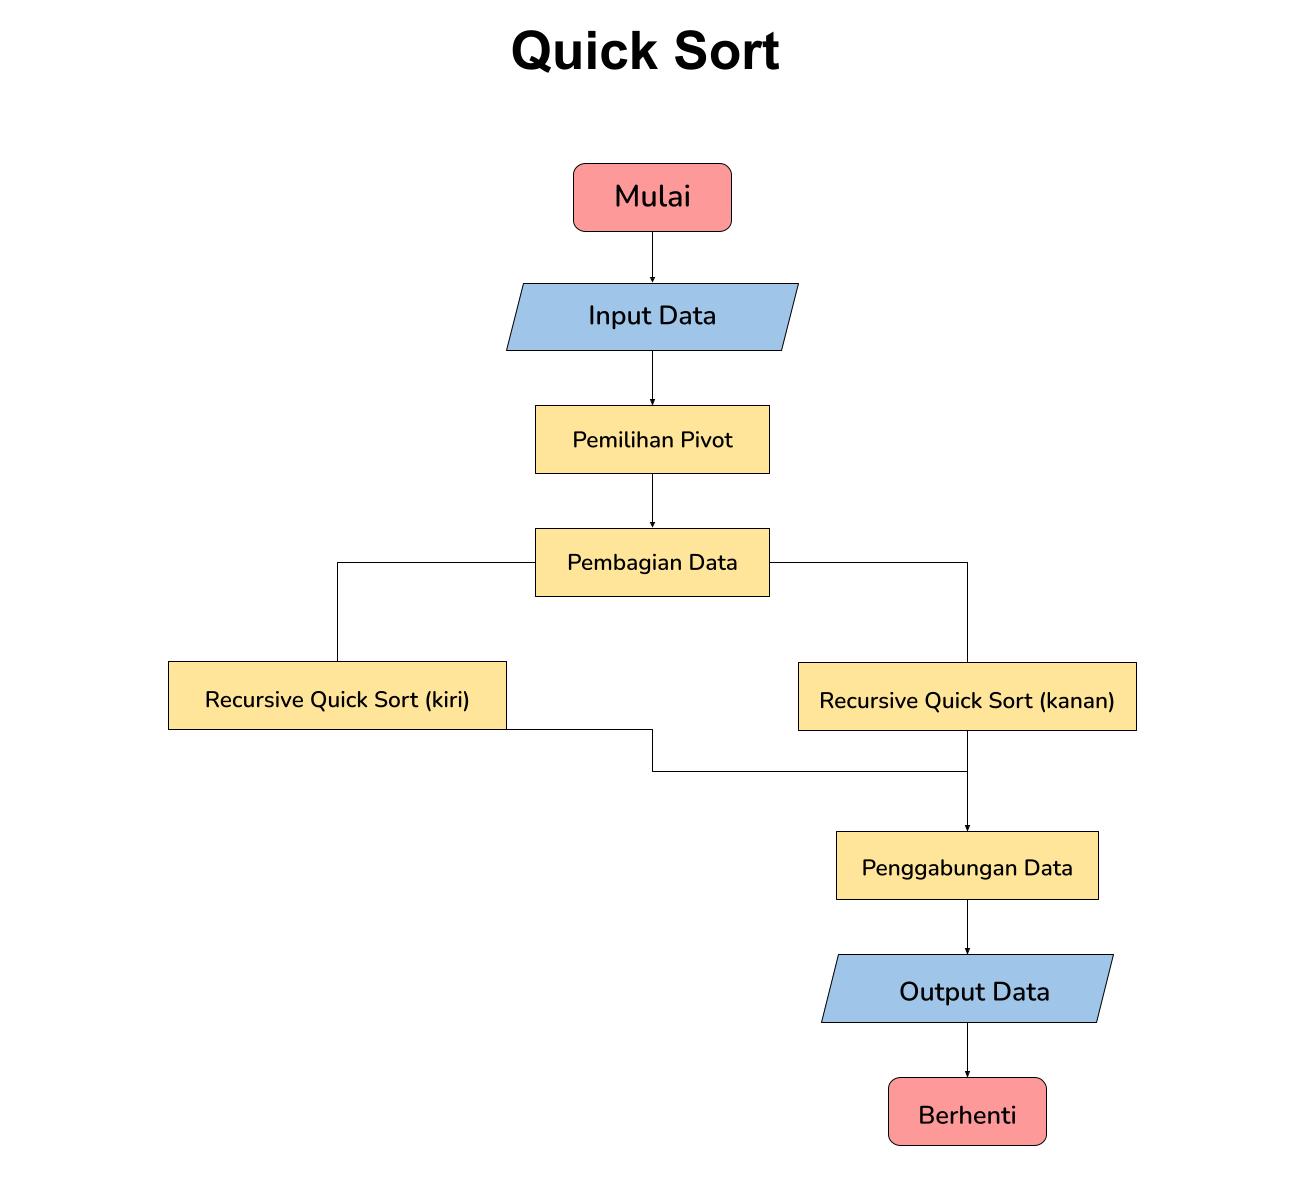 Quick Sort
Mulai
Input Data
Pemilihan Pivot
Pembagian Data
Recursive Quick Sort (kiri)
Recursive Quick Sort (kanan)
Penggabungan Data
Output Data
Berhenti